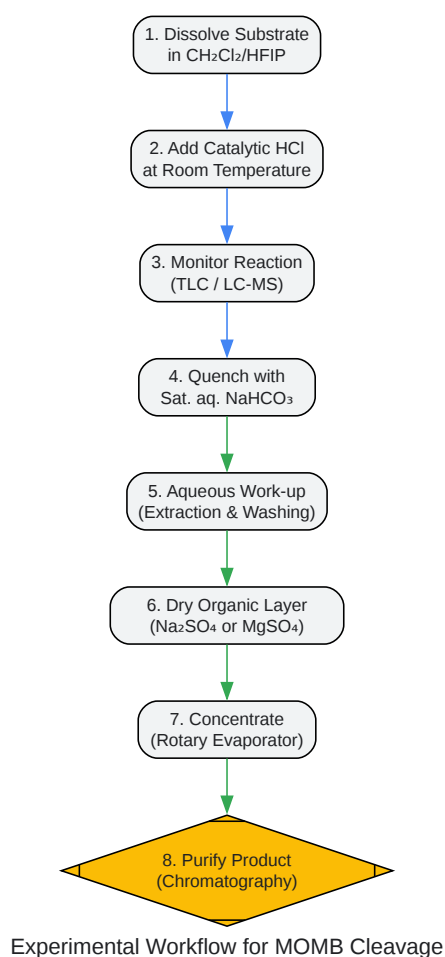 1. Dissolve Substrate
in CH₂Cl₂/HFIP
2. Add Catalytic HCl
at Room Temperature
3. Monitor Reaction
(TLC / LC-MS)
4. Quench with
Sat. aq. NaHCO₃
5. Aqueous Work-up
(Extraction & Washing)
6. Dry Organic Layer
(Na₂SO₄ or MgSO₄)
7. Concentrate
(Rotary Evaporator)
8. Purify Product
(Chromatography)
Experimental Workflow for MOMB Cleavage